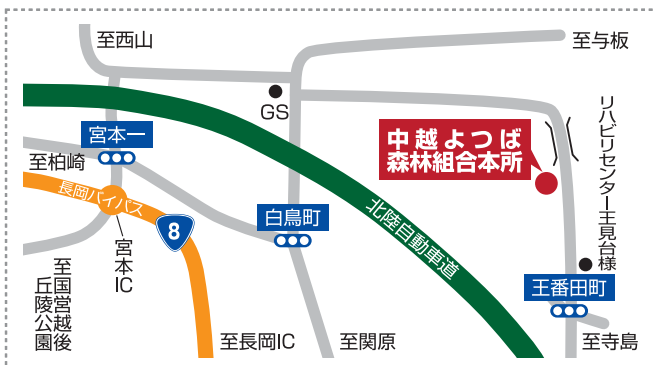 至西山
至与板
GS
宮本一
至柏崎
中越よつば
森林組合本所
リハビリセンター王見台様
長岡バイパス
8
白鳥町
北陸自動車道
宮本IC
至国営越後
丘陵公園
王番田町
至長岡IC
至関原
至寺島